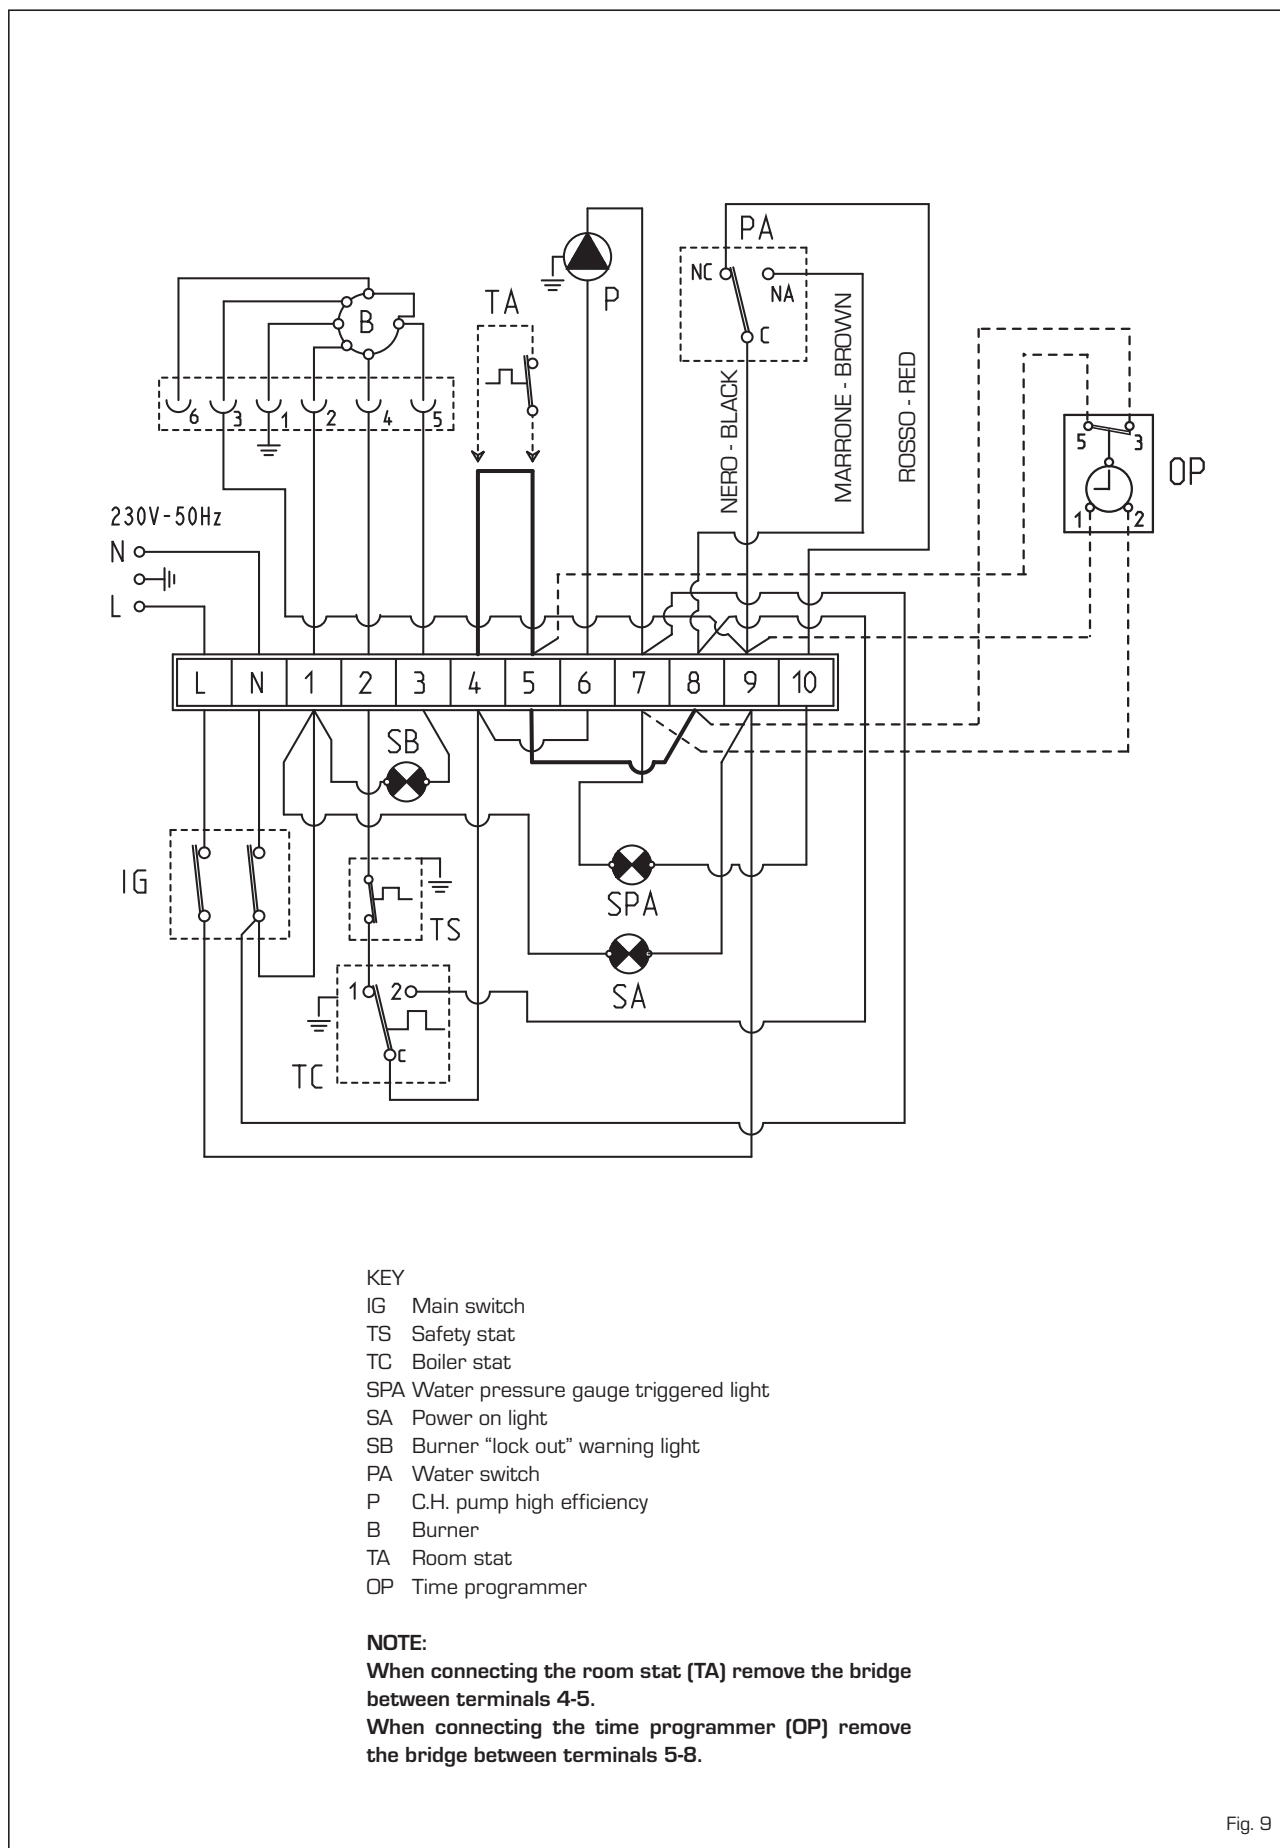 PA
NC
NA
C
TA
P
B
6 3 1 2 4 5
NERO - BLACK
MARRONE - BROWN
ROSSO - RED
5 3
OP
1 2
230V-50Hz
N
L
L N 1 2 3 4 5 6 7 8 9 10
SB
IG
SPA
TS
SA
1 2
C
TC
KEY
IG Main switch
TS Safety stat
TC Boiler stat
SPA Water pressure gauge triggered light
SA Power on light
SB Burner “lock out” warning light
PA Water switch
P C.H. pump high efficiency
B Burner
TA Room stat
OP Time programmer
NOTE:
When connecting the room stat (TA) remove the bridge
between terminals 4-5.
When connecting the time programmer (OP) remove
the bridge between terminals 5-8.
Fig. 9